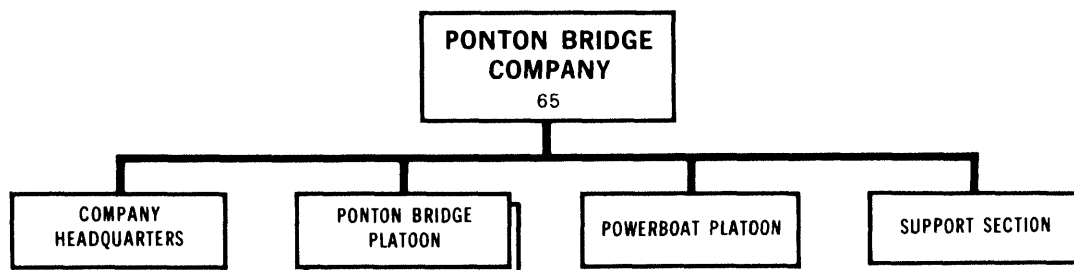 PONTON BRIDGE
COMPANY
65
COMPANY
HEADQUARTERS
PONTON BRIDGE
PLATOON
POWERBOAT PLATOON
SUPPORT SECTION